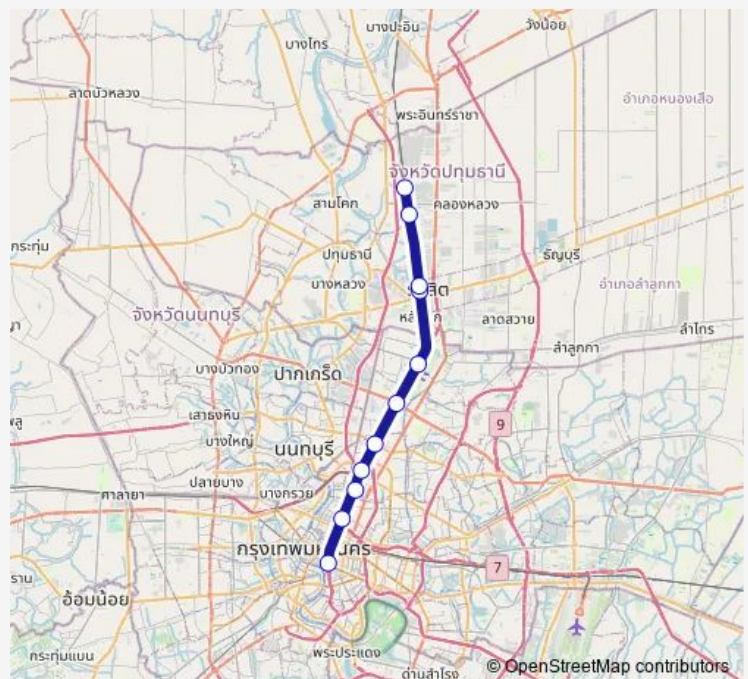 บางปะอิน
วังน้อย
บางไทร
ลาดบัวหลวง
อำเภอหนองเสือ
พระอินทร์ราชา
จังหวัดปทุมธานี
สามโคก
คลองหลวง
กระทุ่ม
ปทุมธานี
ธัญบุรี
บางหลวง
อำเภอลำลูกกา
จังหวัดนนทบุรี
ลาดสวาย
ลำไทร
ลำลูกกา
บางบัวทอง
ปากเกร็ด
เสาธงหิน
9
บางใหญ่
นนทบุรี
ปลายบาง
ศาลายา
บางกรวย
7
อ้อมน้อย
กระทุ่มแบน
พระประแดง
ด่านสำโรง
© OpenStreetMap contributors